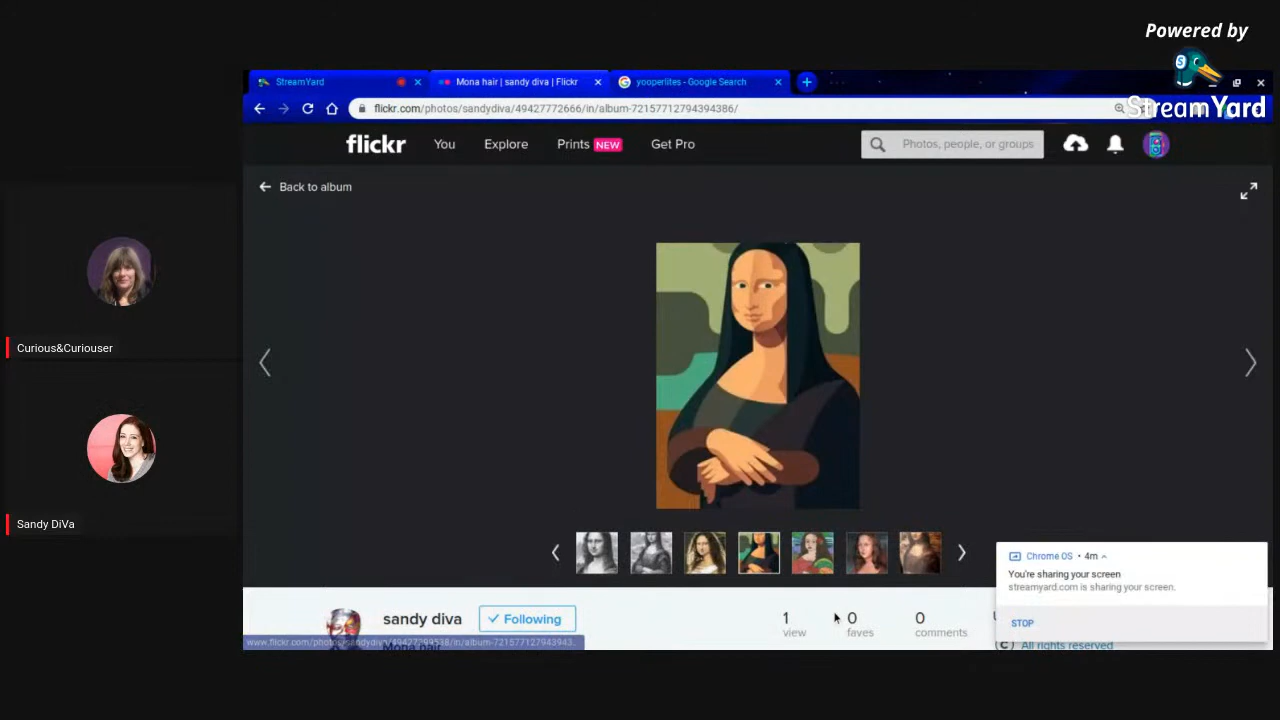 Powered by
StreamYard
StreamYard
Mona hair | sandy diva | Flickr
yooperlites - Google Search
flickr.com/photos/sandydiva/49427772666/in/album-72157712794394386/
flickr
You
Explore
Prints NEW
Get Pro
Photos, people, or groups
Back to album
Curious&Curiouser
Sandy DiVa
Chrome OS • 4m
You're sharing your screen
streamyard.com is sharing your screen.
STOP
sandy diva
Following
1
view
0
faves
0
comments
Mona hair
All rights reserved